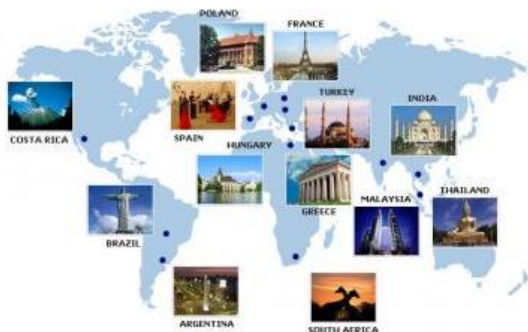 POLAND
FRANCE
COSTA RICA
SPAIN
TURKEY
INDIA
HUNGARY
GREECE
MALAYSIA
THAILAND
BRAZIL
ARGENTINA
SOUTH AFRICA